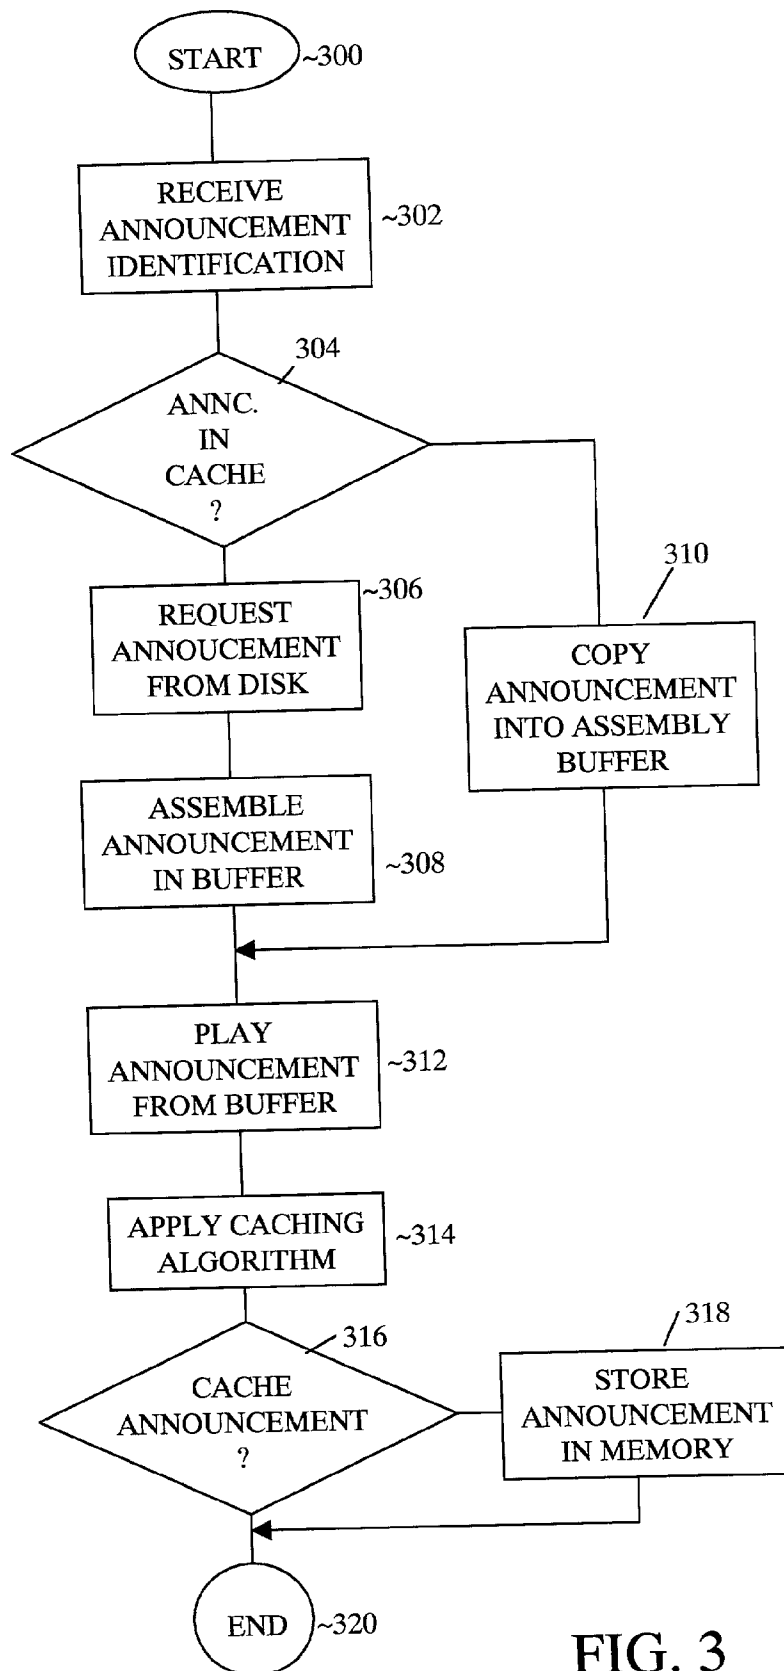 START ~300
RECEIVE
ANNOUNCEMENT
IDENTIFICATION
~302
304
ANNC.
IN
CACHE
?
~306
REQUEST
ANNOUCEMENT
FROM DISK
310
COPY
ANNOUNCEMENT
INTO ASSEMBLY
BUFFER
ASSEMBLE
ANNOUNCEMENT
IN BUFFER
~308
PLAY
ANNOUNCEMENT
FROM BUFFER
~312
APPLY CACHING
ALGORITHM
~314
316
CACHE
ANNOUNCEMENT
?
318
STORE
ANNOUNCEMENT
IN MEMORY
END ~320
FIG. 3